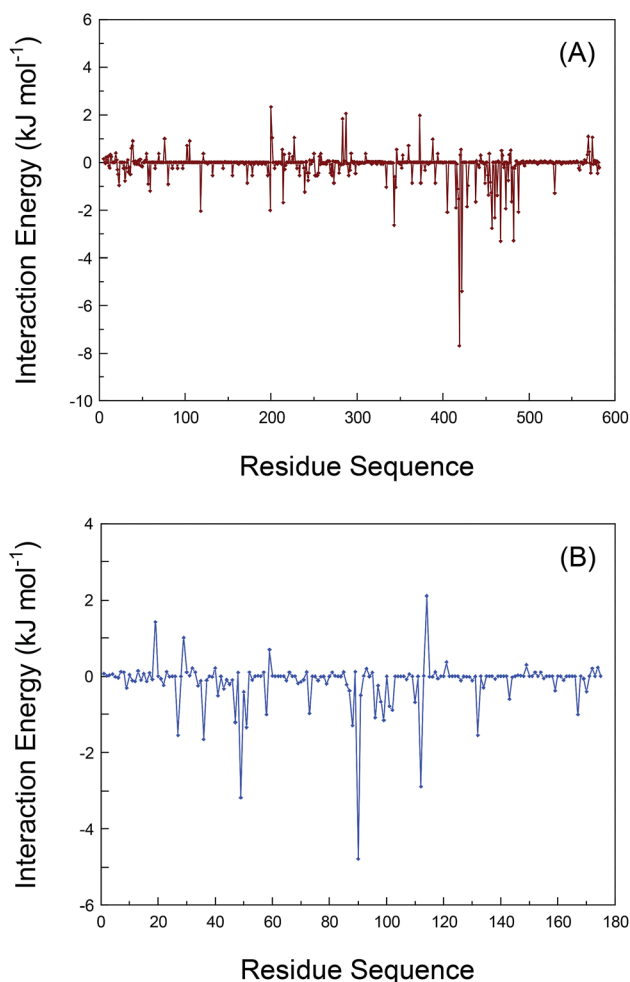 (A)
Interaction Energy (kJ mol⁻¹)
6
4
2
0
-2
-4
-6
-8
-10
0 100 200 300 400 500 600
Residue Sequence
(B)
Interaction Energy (kJ mol⁻¹)
4
2
0
-2
-4
-6
0 20 40 60 80 100 120 140 160 180
Residue Sequence